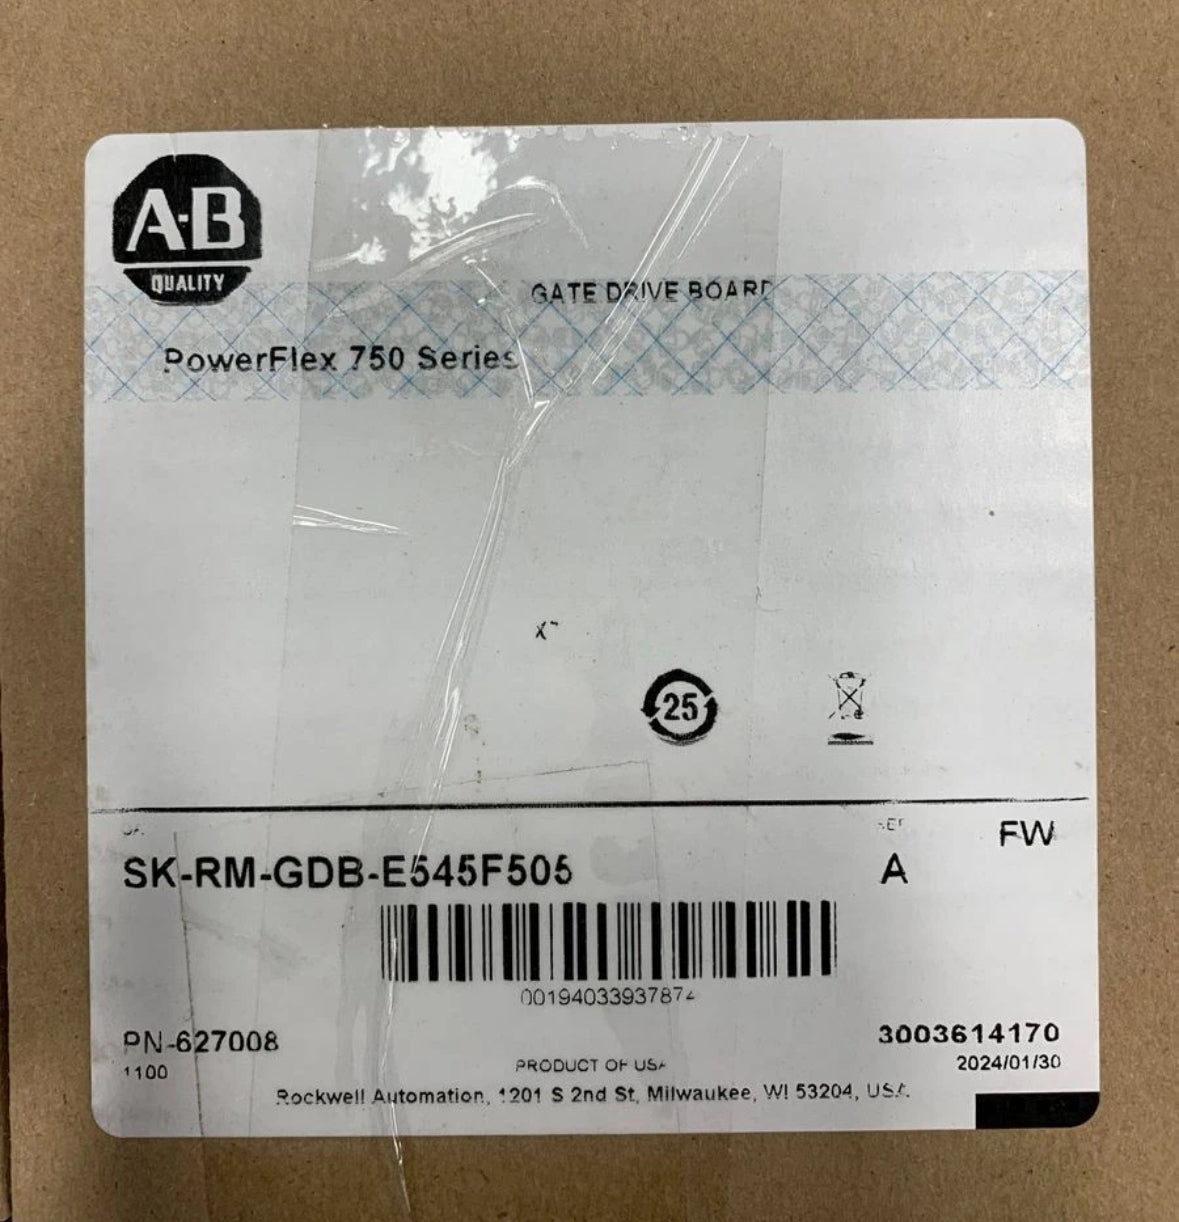 A-B
QUALITY
GATE DRIVE BOARD
PowerFlex 750 Series
25
FW
SK-RM-GDB-E545F505
A
00194033937874
PN-627008
3003614170
1100
PRODUCT OF USA
2024/01/30
Rockwell Automation, 1201 S 2nd St, Milwaukee, WI 53204, USA.